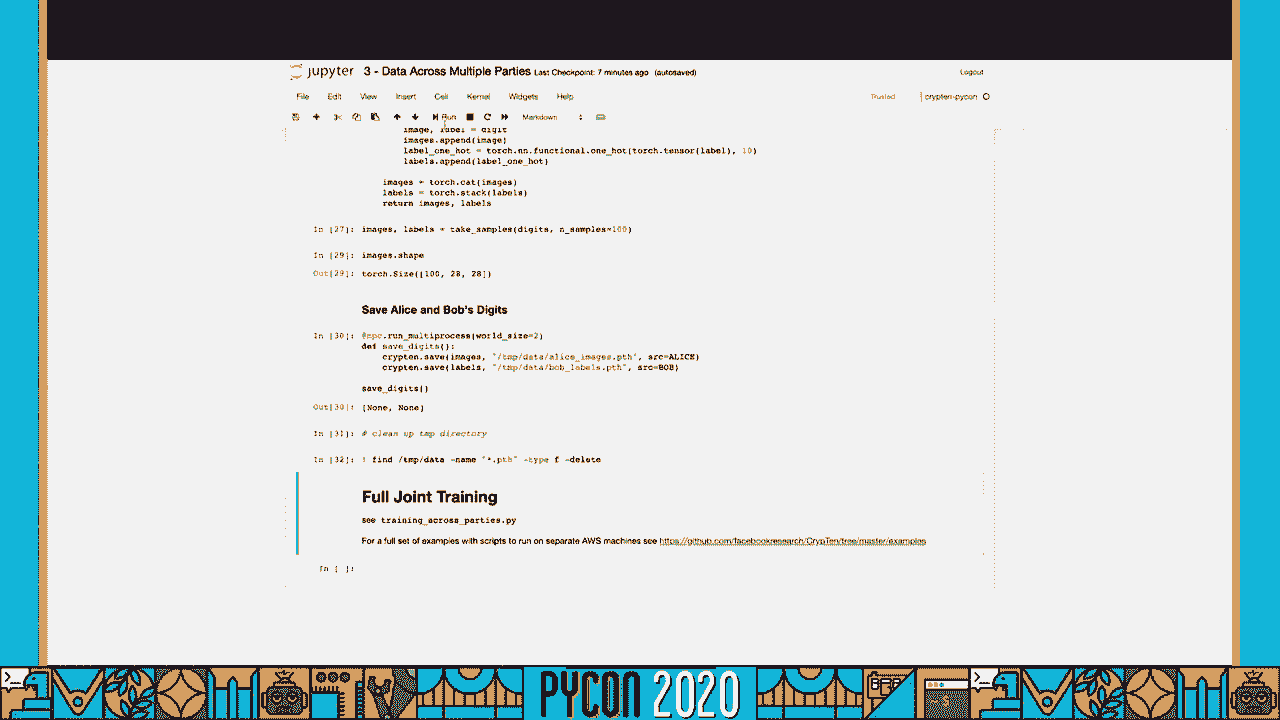 jupyter 3 - Data Across Multiple Parties Last Checkpoint: 7 minutes ago (autosaved)
Logout
File Edit View Insert Cell Kernel Widgets Help
Trusted
crypten-pycon
Run
Markdown
image, label = digit
images.append(image)
label_one_hot = torch.nn.functional.one_hot(torch.tensor(label), 10)
labels.append(label_one_hot)
images = torch.cat(images)
labels = torch.stack(labels)
return images, labels
In [27]: images, labels = take_samples(digits, n_samples=100)
In [29]: images.shape
Out[29]: torch.Size([100, 28, 28])
Save Alice and Bob's Digits
In [30]: @mpc.run_multiprocess(world_size=2)
def save_digits():
crypten.save(images, "/tmp/data/alice_images.pth", src=ALICE)
crypten.save(labels, "/tmp/data/bob_labels.pth", src=BOB)
save_digits()
Out[30]: [None, None]
In [31]: # clean up tmp directory
In [32]: ! find /tmp/data -name "*.pth" -type f -delete
Full Joint Training
see training_across_parties.py
For a full set of examples with scripts to run on separate AWS machines see https://github.com/facebookresearch/CrypTen/tree/master/examples
In [ ]:
PYCON 2020